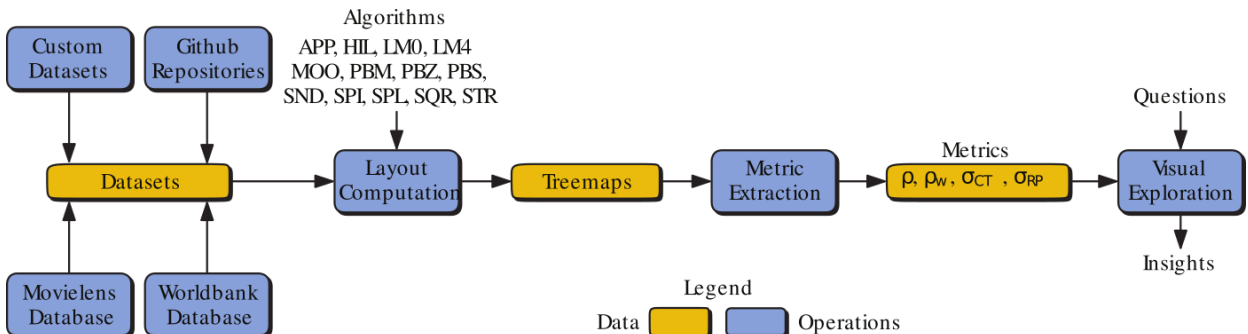 Custom
Datasets
Github
Repositories
Algorithms
APP, HIL, LM0, LM4
MOO, PBM, PBZ, PBS,
SND, SPI, SPL, SQR, STR
Datasets
Layout
Computation
Treemaps
Metric
Extraction
Metrics
ρ, ρw, σCT , σRP
Questions
Visual
Exploration
Insights
Movielens
Database
Worldbank
Database
Legend
Data
Operations